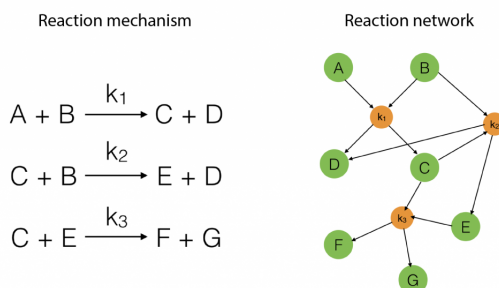 Reaction mechanism
A + B k₁ → C + D
C + B k₂ → E + D
C + E k₃ → F + G
Reaction network
A
B
k₁
k₂
D
C
k₃
E
F
G